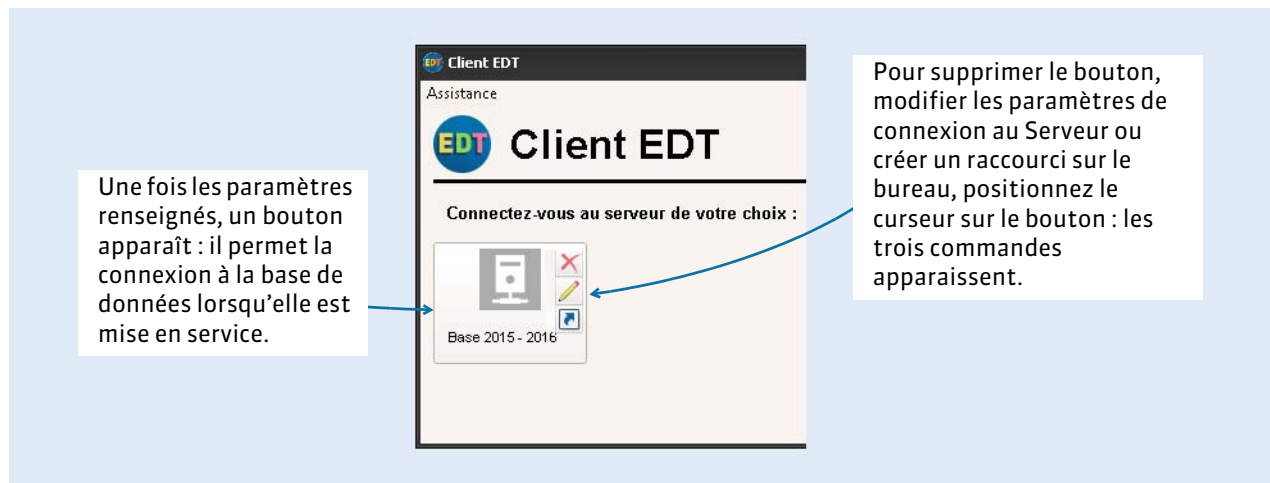 Une fois les paramètres
renseignés, un bouton
apparaît : il permet la
connexion à la base de
données lorsqu’elle est
mise en service.
EDT Client EDT
Assistance
EDT Client EDT
Connectez-vous au serveur de votre choix :
Base 2015 - 2016
Pour supprimer le bouton,
modifier les paramètres de
connexion au Serveur ou
créer un raccourci sur le
bureau, positionnez le
curseur sur le bouton : les
trois commandes
apparaissent.